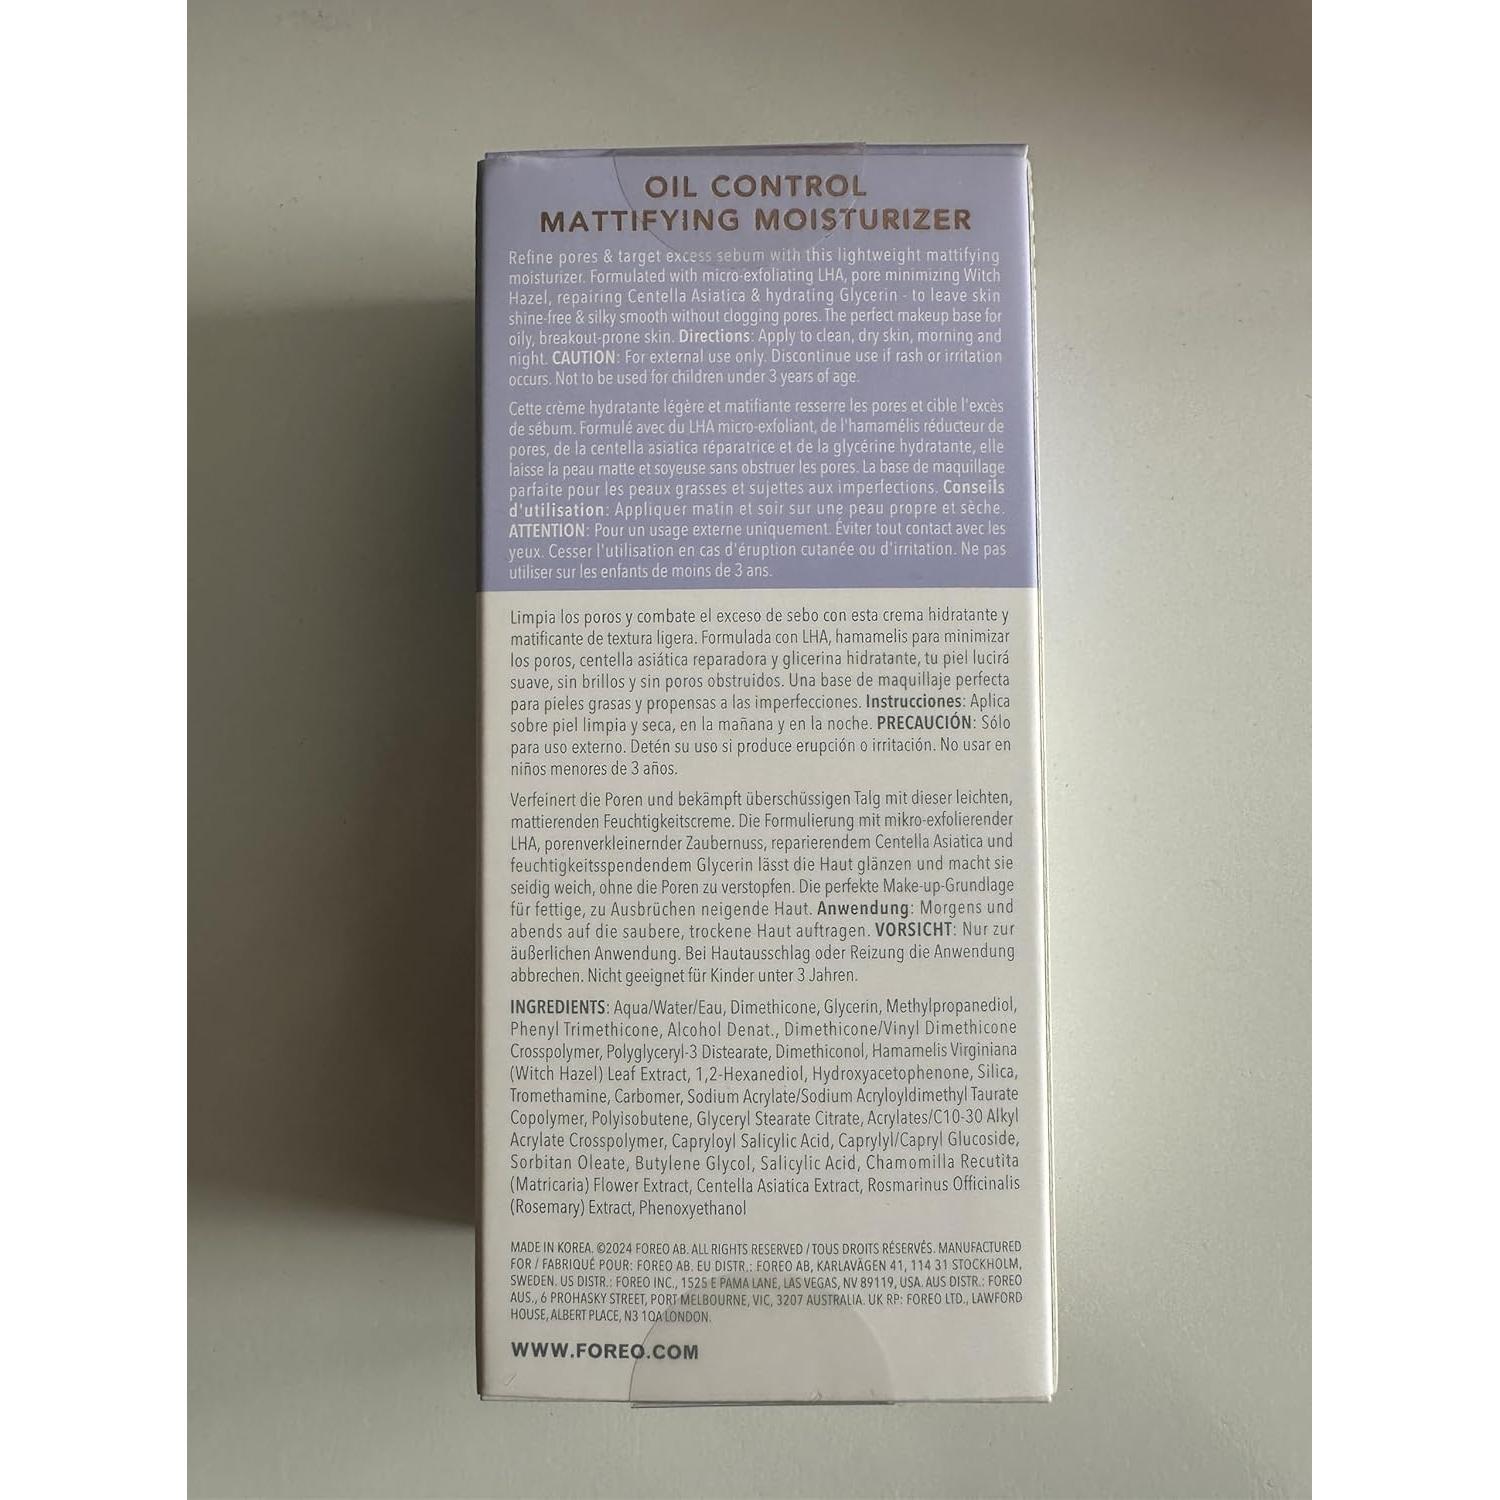 OIL CONTROL
MATTIFYING MOISTURIZER
Refine pores & target excess sebum with this lightweight mattifying
moisturizer. Formulated with micro-exfoliating LHA, pore minimizing Witch
Hazel, repairing Centella Asiatica & hydrating Glycerin - to leave skin
shine-free & silky smooth without clogging pores. The perfect makeup base for
oily, breakout-prone skin. Directions: Apply to clean, dry skin, morning and
night. CAUTION: For external use only. Discontinue use if rash or irritation
occurs. Not to be used for children under 3 years of age.
Cette crème hydratante légère et matifiante resserre les pores et cible l'excès
de sébum. Formulé avec du LHA micro-exfoliant, de l'hamamélis réducteur de
pores, de la centella asiatica réparatrice et de la glycérine hydratante, elle
laisse la peau matte et soyeuse sans obstruer les pores. La base de maquillage
parfaite pour les peaux grasses et sujettes aux imperfections. Conseils
d'utilisation: Appliquer matin et soir sur une peau propre et sèche.
ATTENTION: Pour un usage externe uniquement. Éviter tout contact avec les
yeux. Cesser l'utilisation en cas d'éruption cutanée ou d'irritation. Ne pas
utiliser sur les enfants de moins de 3 ans.
Limpia los poros y combate el exceso de sebo con esta crema hidratante y
matificante de textura ligera. Formulada con LHA, hamamelis para minimizar
los poros, centella asiática reparadora y glicerina hidratante, tu piel lucirá
suave, sin brillos y sin poros obstruidos. Una base de maquillaje perfecta
para pieles grasas y propensas a las imperfecciones. Instrucciones: Aplica
sobre piel limpia y seca, en la mañana y en la noche. PRECAUCIÓN: Sólo
para uso externo. Detén su uso si produce erupción o irritación. No usar en
niños menores de 3 años.
Verfeinert die Poren und bekämpft überschüssigen Talg mit dieser leichten,
mattierenden Feuchtigkeitscreme. Die Formulierung mit mikro-exfolierender
LHA, porenverkleinernder Zaubernuss, reparierendem Centella Asiatica und
feuchtigkeitsspendendem Glycerin lässt die Haut glänzen und macht sie
seidig weich, ohne die Poren zu verstopfen. Die perfekte Make-up-Grundlage
für fettige, zu Ausbrüchen neigende Haut. Anwendung: Morgens und
abends auf die saubere, trockene Haut auftragen. VORSICHT: Nur zur
äußerlichen Anwendung. Bei Hautausschlag oder Reizung die Anwendung
abbrechen. Nicht geeignet für Kinder unter 3 Jahren.
INGREDIENTS: Aqua/Water/Eau, Dimethicone, Glycerin, Methylpropanediol,
Phenyl Trimethicone, Alcohol Denat., Dimethicone/Vinyl Dimethicone
Crosspolymer, Polyglyceryl-3 Distearate, Dimethiconol, Hamamelis Virginiana
(Witch Hazel) Leaf Extract, 1,2-Hexanediol, Hydroxyacetophenone, Silica,
Tromethamine, Carbomer, Sodium Acrylate/Sodium Acryloyldimethyl Taurate
Copolymer, Polyisobutene, Glyceryl Stearate Citrate, Acrylates/C10-30 Alkyl
Acrylate Crosspolymer, Capryloyl Salicylic Acid, Caprylyl/Capryl Glucoside,
Sorbitan Oleate, Butylene Glycol, Salicylic Acid, Chamomilla Recutita
(Matricaria) Flower Extract, Centella Asiatica Extract, Rosmarinus Officinalis
(Rosemary) Extract, Phenoxyethanol
MADE IN KOREA. ©2024 FOREO AB. ALL RIGHTS RESERVED / TOUS DROITS RÉSERVÉS. MANUFACTURED
FOR / FABRIQUÉ POUR: FOREO AB. EU DISTR.: FOREO AB, KARLAVÄGEN 41, 114 31 STOCKHOLM,
SWEDEN. US DISTR.: FOREO INC., 1525 E PAMA LANE, LAS VEGAS, NV 89119, USA. AUS DISTR.: FOREO
AUS., 6 PROHASKY STREET, PORT MELBOURNE, VIC, 3207 AUSTRALIA. UK RP: FOREO LTD., LAWFORD
HOUSE, ALBERT PLACE, N3 1QA LONDON.
WWW.FOREO.COM